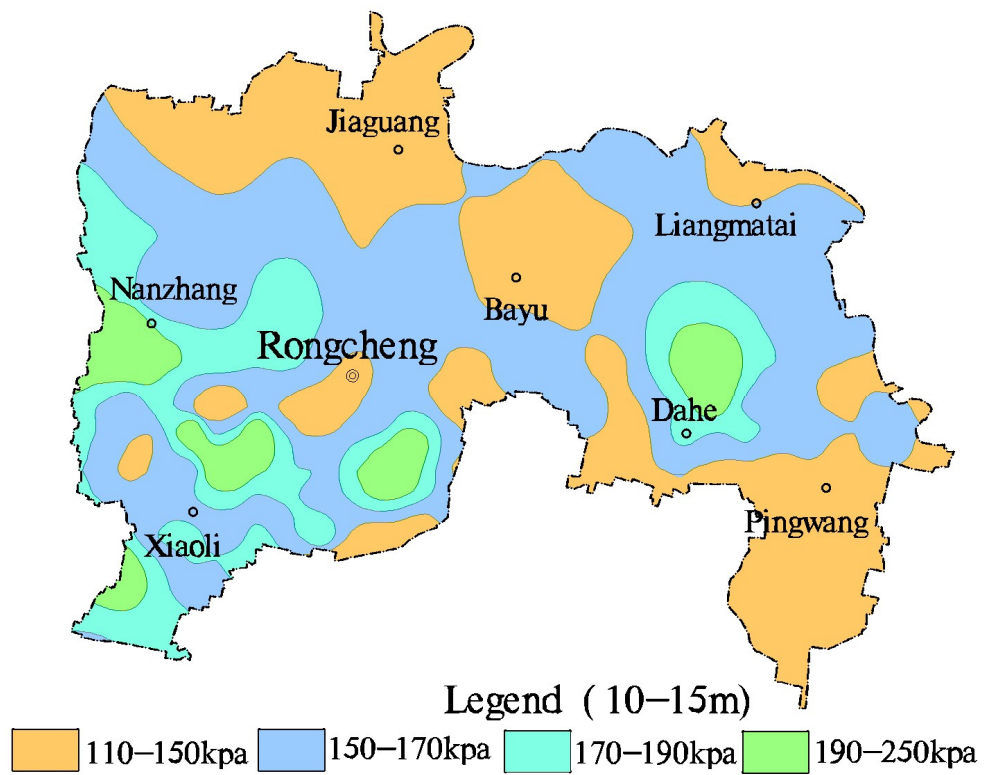 Jiaguang
Liangmatai
Nanzhang
Bayu
Rongcheng
Dahe
Pingwang
Xiaoli
Legend ( 10–15m)
110–150kpa 150–170kpa 170–190kpa 190–250kpa